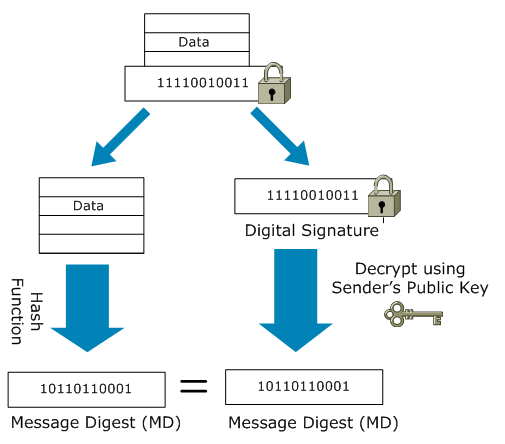 Data
11110010011
Data
11110010011
Digital Signature
Hash
Function
Decrypt using
Sender's Public Key
10110110001
=
10110110001
Message Digest (MD)
Message Digest (MD)